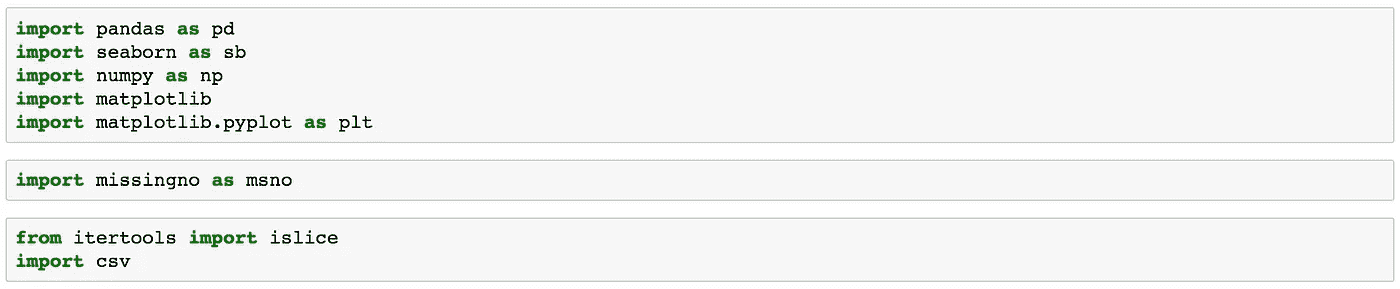 import pandas as pd
import seaborn as sb
import numpy as np
import matplotlib
import matplotlib.pyplot as plt
import missingno as msno
from itertools import islice
import csv